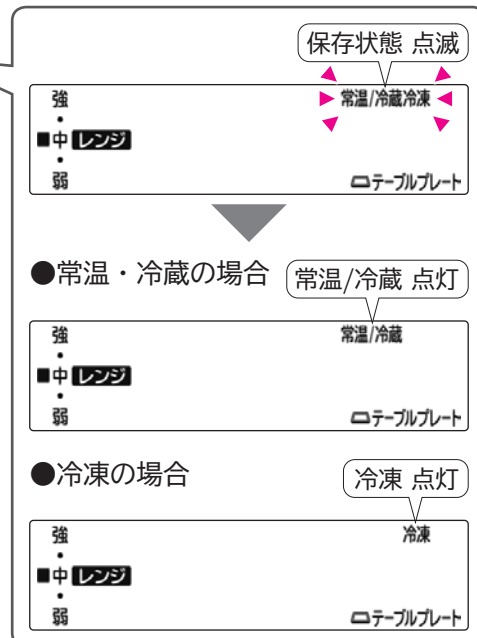 保存状態 点滅
強
常温/冷蔵冷凍
・
■中 レンジ
・
弱
テーブルプレート
●常温・冷蔵の場合
常温/冷蔵 点灯
強
常温/冷蔵
・
■中 レンジ
・
弱
テーブルプレート
●冷凍の場合
冷凍 点灯
強
冷凍
・
■中 レンジ
・
弱
テーブルプレート